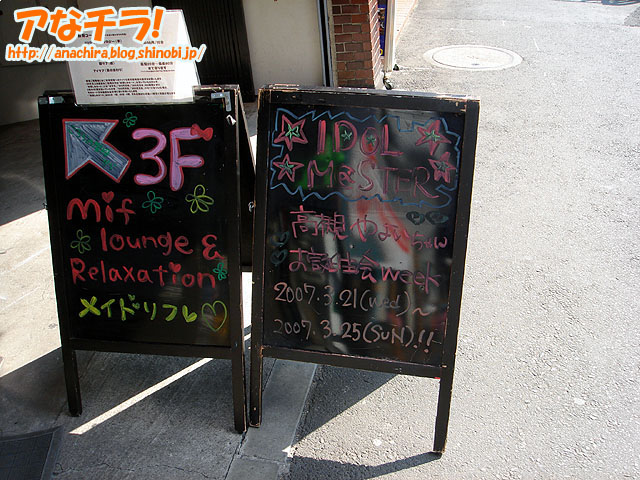 アなチラ!
http://anachira.blog.shinobi.jp/
3F
mif
lounge &
Relaxation
メイドリフレ
IDOL
M@STER
高槻やよいちゃん
お誕生会week
2007.3.21(wed)~
2007.3.25(SUN).!!